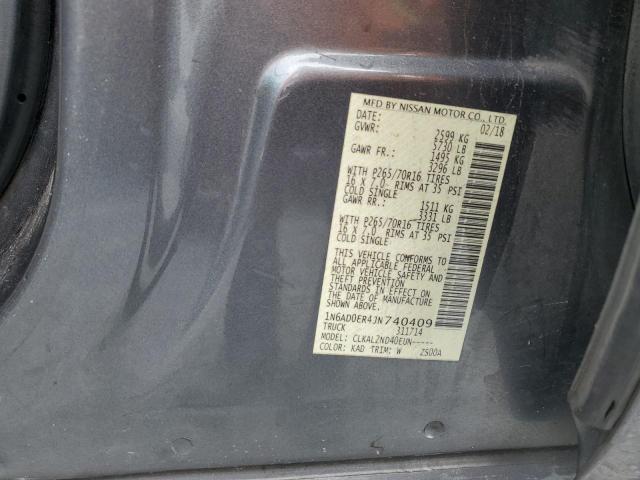 MFD BY NISSAN MOTOR CO., LTD.
DATE: 02/18
GVWR: 2599 KG
5730 LB
GAWR FR.: 1495 KG
3296 LB
WITH P265/70R16 TIRES
16 X 7.0 RIMS AT 35 PSI
COLD SINGLE
GAWR RR.: 1511 KG
3331 LB
WITH P265/70R16 TIRES
16 X 7.0 RIMS AT 35 PSI
COLD SINGLE
THIS VEHICLE CONFORMS TO
ALL APPLICABLE FEDERAL
MOTOR VEHICLE SAFETY AND
THEFT PREVENTION
STANDARDS IN EFFECT ON
THE DATE OF MANUFACTURE
SHOWN ABOVE.
1N6AD0ER4JN740409
TRUCK 311714
MODEL: CLKAL2ND40EUN-----
COLOR: KAD TRIM: W 2500A